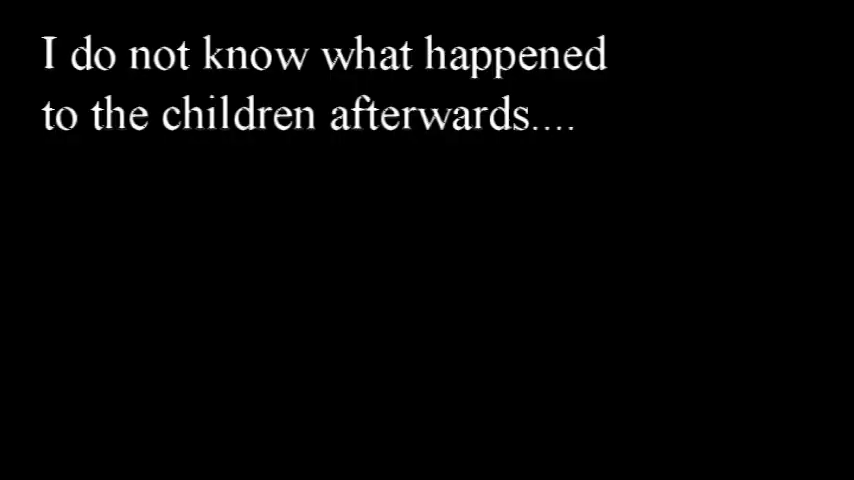 I do not know what happened
to the children afterwards....